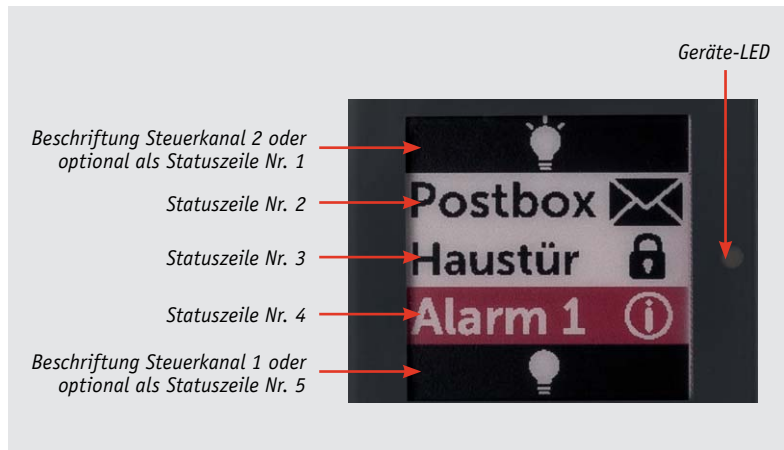 Geräte-LED
Beschriftung Steuerkanal 2 oder
optional als Statuszeile Nr. 1
Statuszeile Nr. 2
Statuszeile Nr. 3
Statuszeile Nr. 4
Beschriftung Steuerkanal 1 oder
optional als Statuszeile Nr. 5
Postbox
Haustür
Alarm 1